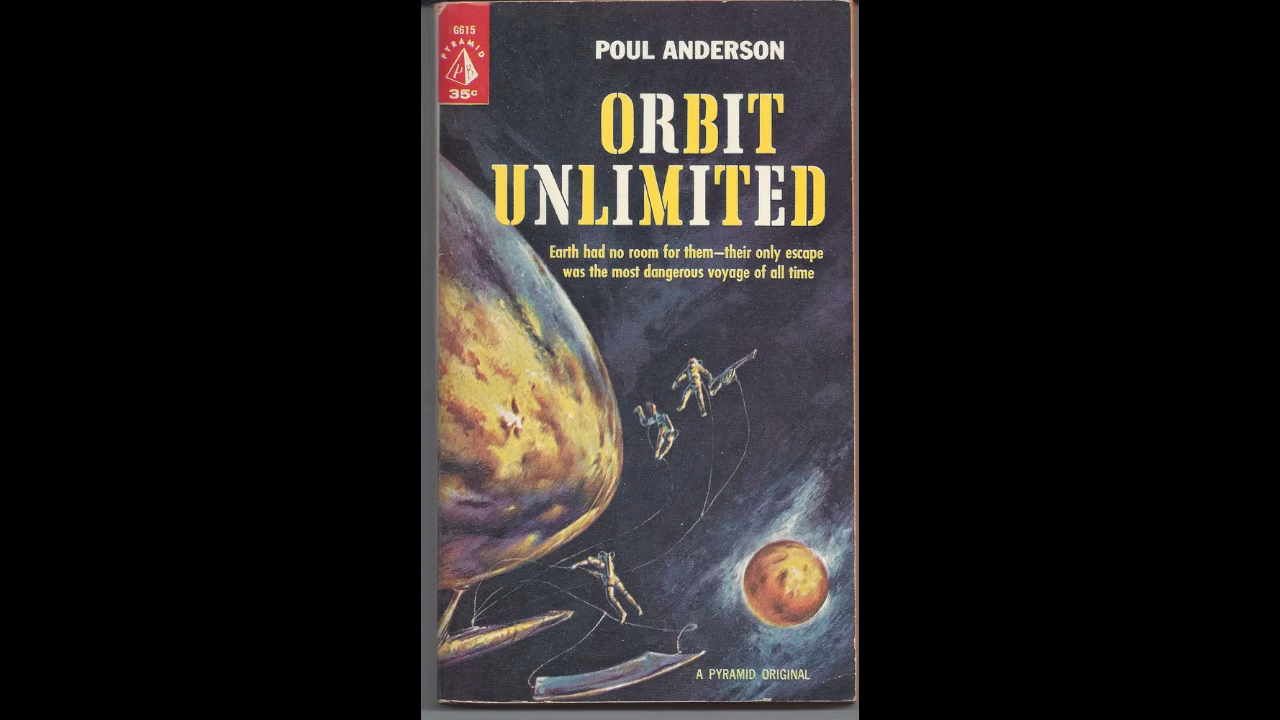 G615
PYRAMID
35¢
POUL ANDERSON
ORBIT
UNLIMITED
Earth had no room for them—their only escape
was the most dangerous voyage of all time
A PYRAMID ORIGINAL